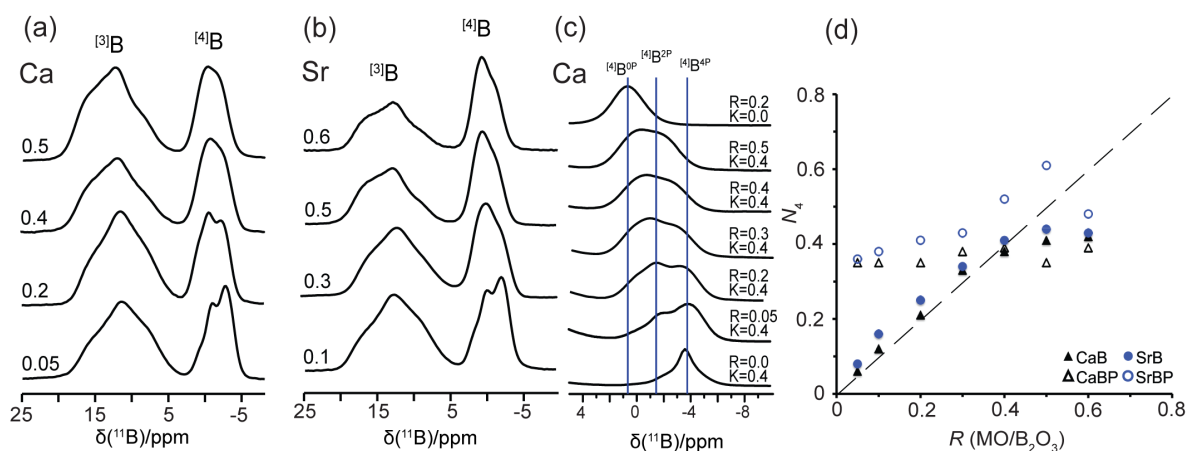 (a)
[3]B
[4]B
Ca
0.5
0.4
0.2
0.05
25 15 5 -5
δ(11B)/ppm
(b)
[4]B
Sr
[3]B
0.6
0.5
0.3
0.1
25 15 5 -5
δ(11B)/ppm
(c)
Ca
[4]B0P
[4]B2P
[4]B4P
R=0.2
K=0.0
R=0.5
K=0.4
R=0.4
K=0.4
R=0.3
K=0.4
R=0.2
K=0.4
R=0.05
K=0.4
R=0.0
K=0.4
4 0 -4 -8
δ(11B)/ppm
(d)
0.8
0.6
N4
0.4
0.2
0
CaB SrB
CaBP SrBP
0 0.2 0.4 0.6 0.8
R (MO/B2O3)